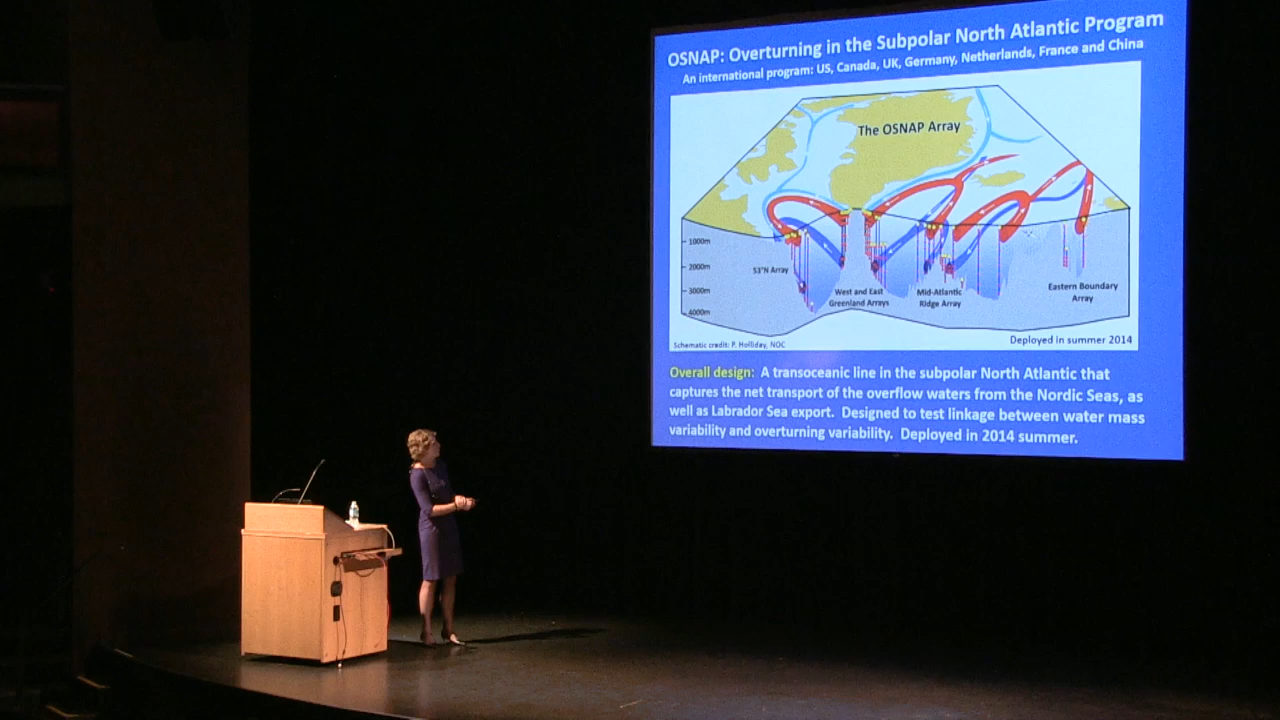 OSNAP: Overturning in the Subpolar North Atlantic Program
An international program: US, Canada, UK, Germany, Netherlands, France and China
The OSNAP Array
1000m
2000m
3000m
4000m
53°N Array
West and East
Greenland Arrays
Mid-Atlantic
Ridge Array
Eastern Boundary
Array
Schematic credit: P. Holliday, NOC
Deployed in summer 2014
Overall design: A transoceanic line in the subpolar North Atlantic that
captures the net transport of the overflow waters from the Nordic Seas, as
well as Labrador Sea export. Designed to test linkage between water mass
variability and overturning variability. Deployed in 2014 summer.